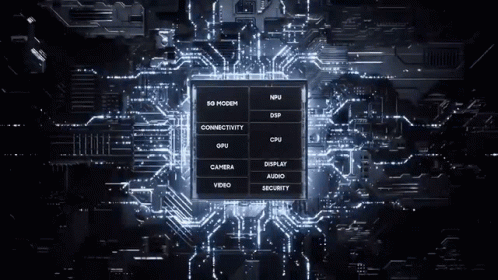 5G MODEM
CONNECTIVITY
GPU
CAMERA
VIDEO
NPU
DSP
CPU
DISPLAY
AUDIO
SECURITY